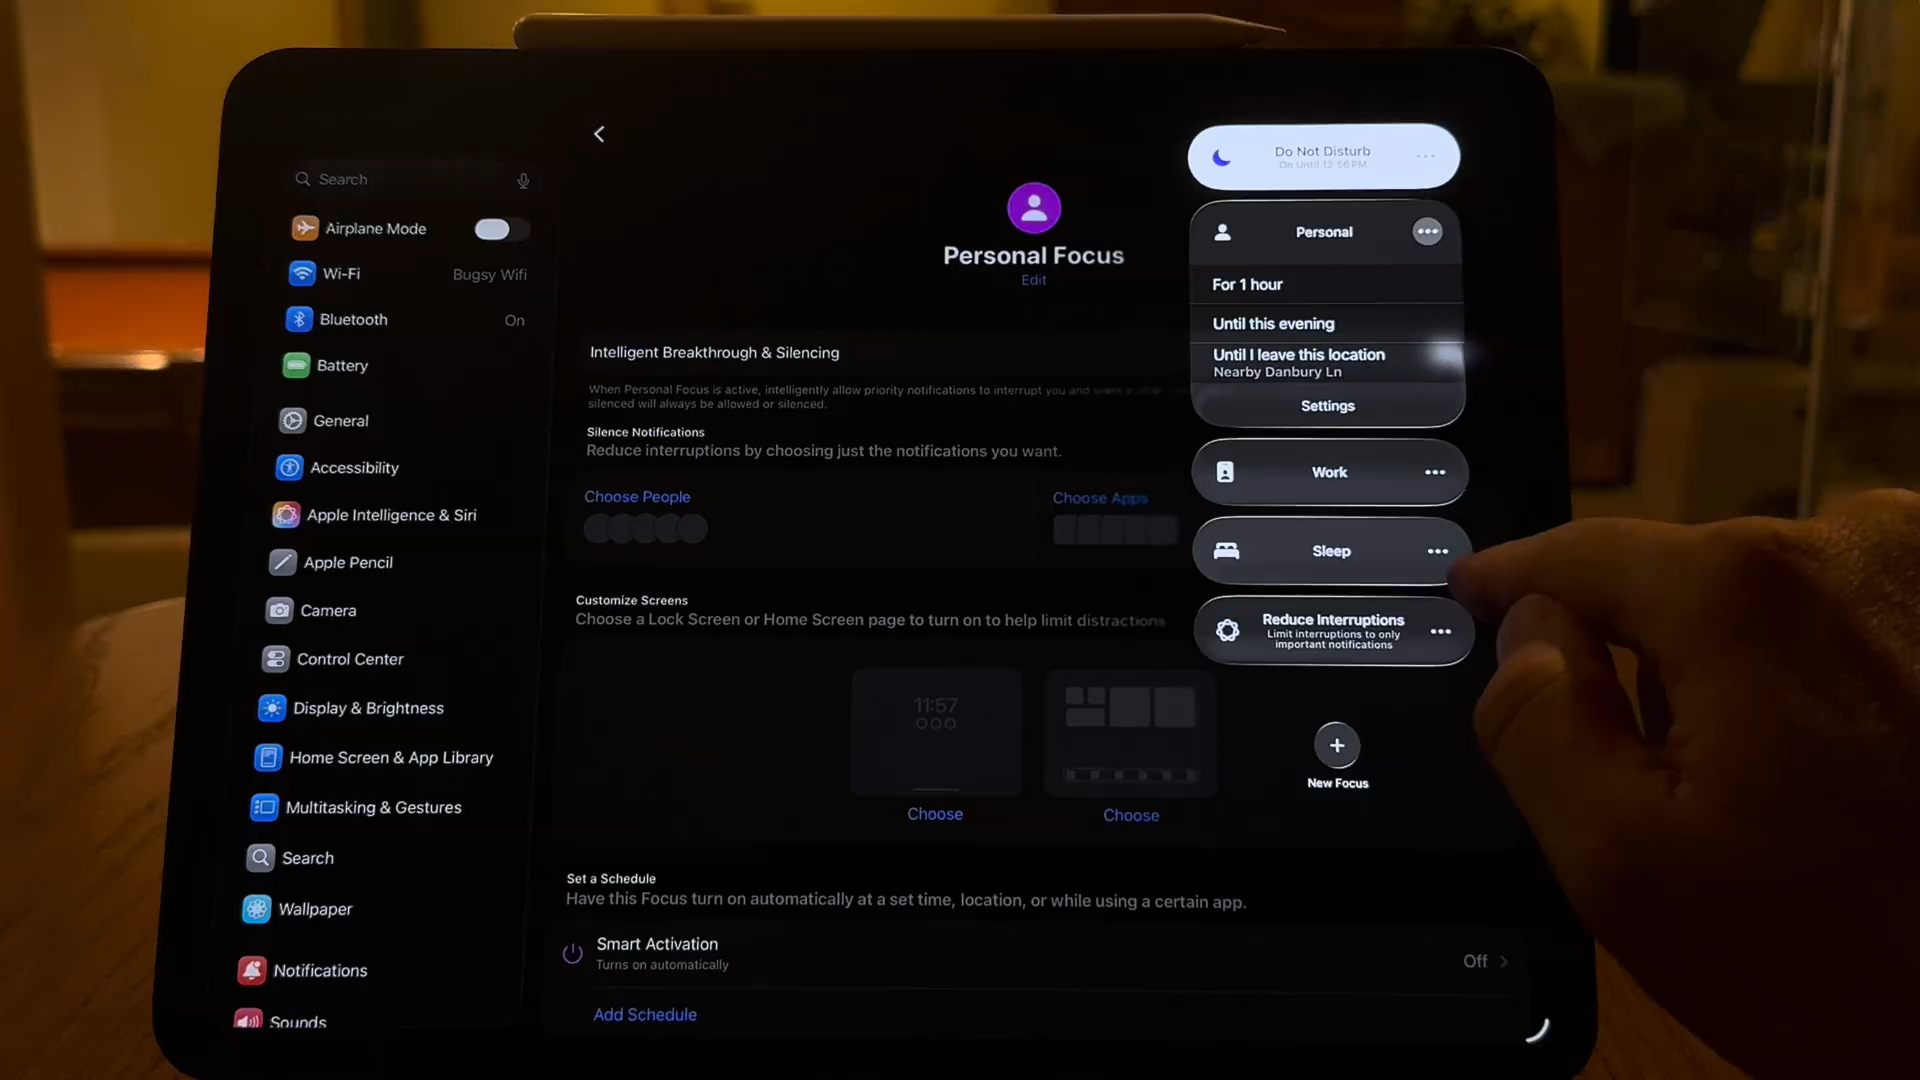 Search
Airplane Mode
Wi-Fi
Bugsy Wifi
Bluetooth
On
Battery
General
Accessibility
Apple Intelligence & Siri
Apple Pencil
Camera
Control Center
Display & Brightness
Home Screen & App Library
Multitasking & Gestures
Search
Wallpaper
Notifications
Sounds
Personal Focus
Edit
Intelligent Breakthrough & Silencing
When Personal Focus is active, intelligently allow priority notifications to interrupt you and
silenced will always be allowed or silenced.
Silence Notifications
Reduce interruptions by choosing just the notifications you want.
Choose People
Choose Apps
Customize Screens
Choose a Lock Screen or Home Screen page to turn on to help limit distractions
11:57
Choose
Choose
Set a Schedule
Have this Focus turn on automatically at a set time, location, or while using a certain app.
Smart Activation
Turns on automatically
Off
Add Schedule
Do Not Disturb
On Until 12:56 PM
Personal
For 1 hour
Until this evening
Until I leave this location
Nearby Danbury Ln
Settings
Work
Sleep
Reduce Interruptions
Limit interruptions to only
important notifications
New Focus